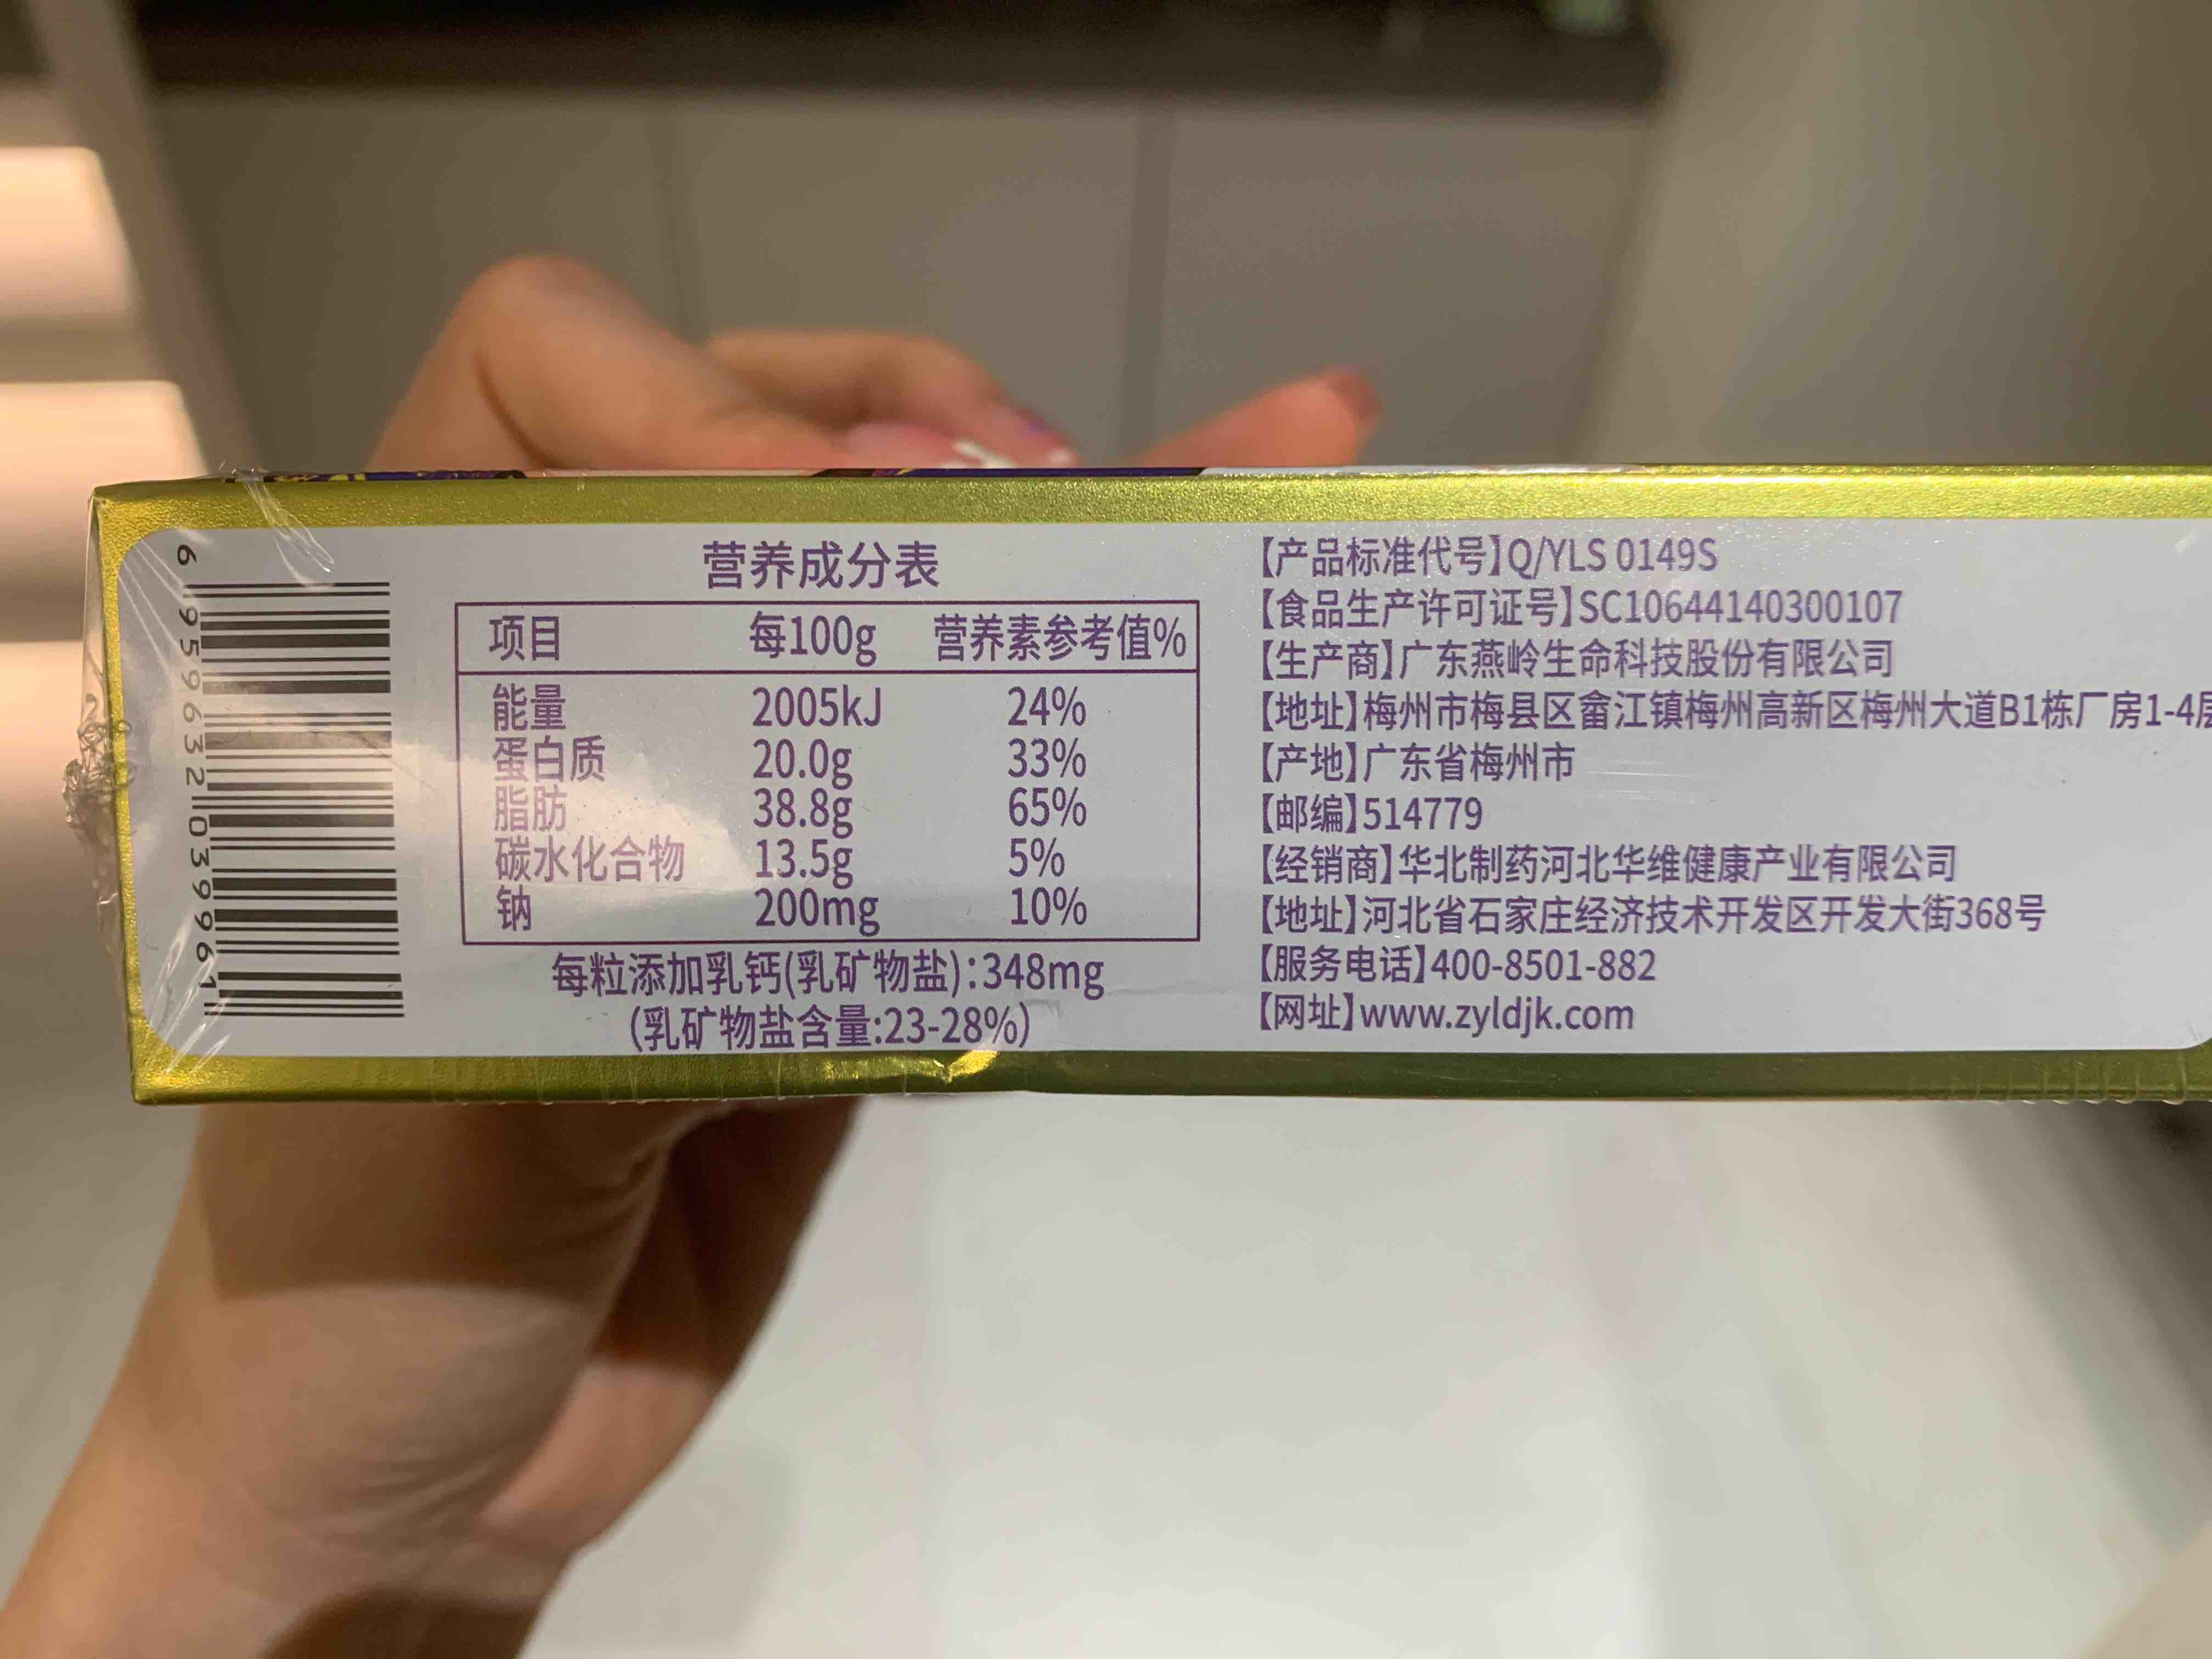 6 959632 039961
营养成分表
项目 每100g 营养素参考值%
能量 2005kJ 24%
蛋白质 20.0g 33%
脂肪 38.8g 65%
碳水化合物 13.5g 5%
钠 200mg 10%
每粒添加乳钙(乳矿物盐):348mg
(乳矿物盐含量:23-28%)
【产品标准代号】Q/YLS 0149S
【食品生产许可证号】SC10644140300107
【生产商】广东燕岭生命科技股份有限公司
【地址】梅州市梅县区畲江镇梅州高新区梅州大道B1栋厂房1-4层
【产地】广东省梅州市
【邮编】514779
【经销商】华北制药河北华维健康产业有限公司
【地址】河北省石家庄经济技术开发区开发大街368号
【服务电话】400-8501-882
【网址】www.zyldjk.com